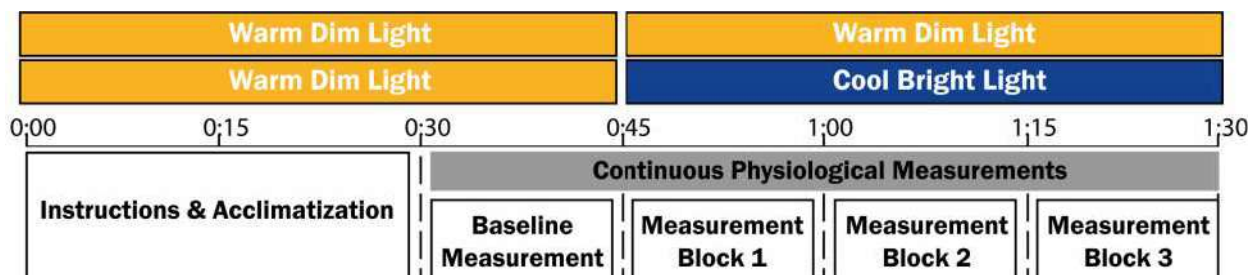 Warm Dim Light
Warm Dim Light
Warm Dim Light
Cool Bright Light
0:00
0:15
0:30
0:45
1:00
1:15
1:30
Continuous Physiological Measurements
Instructions & Acclimatization
Baseline
Measurement
Measurement
Block 1
Measurement
Block 2
Measurement
Block 3